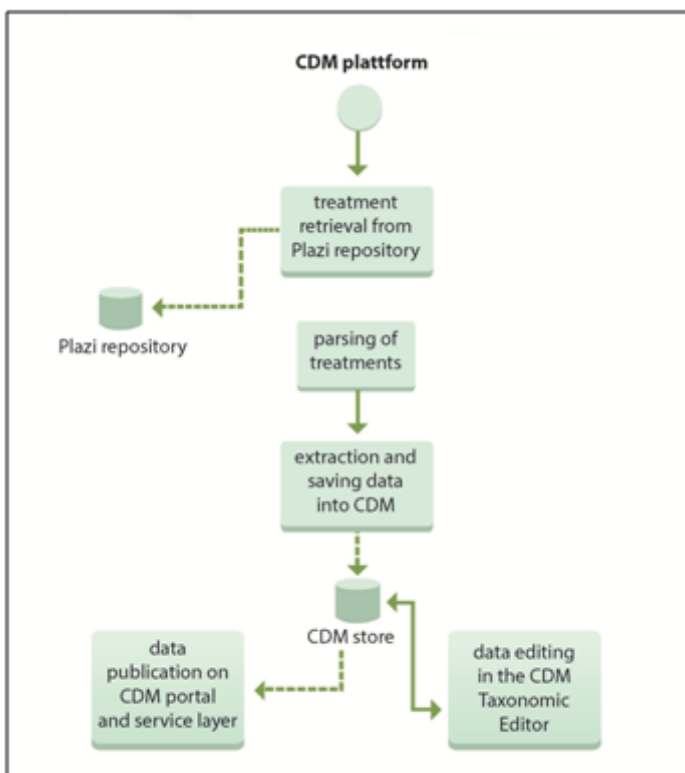 CDM plattform
treatment
retrieval from
Plazi repository
Plazi repository
parsing of
treatments
extraction and
saving data
into CDM
CDM store
data
publication on
CDM portal
and service layer
data editing
in the CDM
Taxonomic
Editor